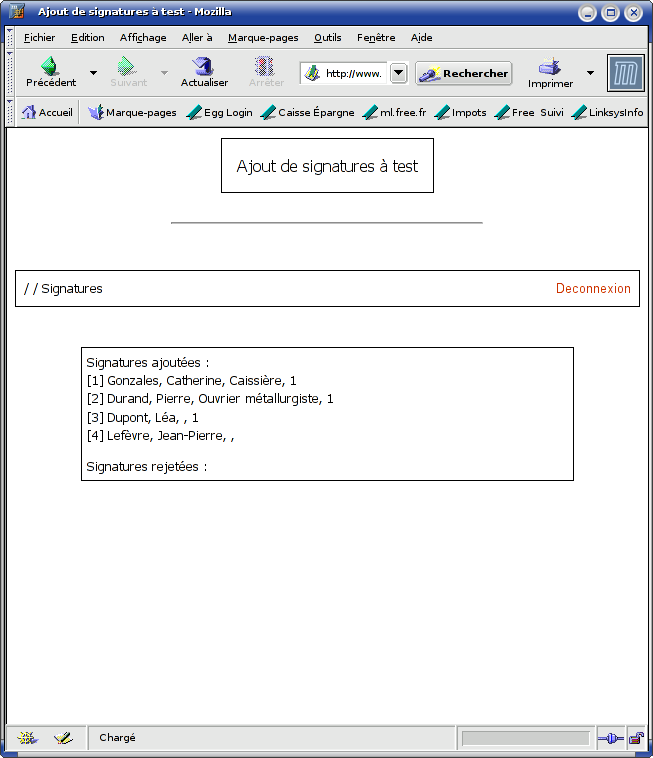 Ajout de signatures à test - Mozilla
Fichier Edition Affichage Aller à Marque-pages Outils Fenêtre Aide
Précédent Suivant Actualiser Arrêter http://www. Rechercher Imprimer
Accueil Marque-pages Egg Login Caisse Épargne ml.free.fr Impots Free Suivi LinksysInfo
Ajout de signatures à test
/ / Signatures Deconnexion
Signatures ajoutées :
[1] Gonzales, Catherine, Caissière, 1
[2] Durand, Pierre, Ouvrier métallurgiste, 1
[3] Dupont, Léa, , 1
[4] Lefèvre, Jean-Pierre, ,
Signatures rejetées :
Chargé